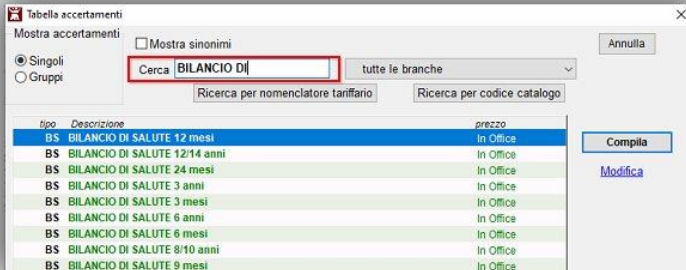 Tabella accertamenti
Mostra accertamenti
Singoli
Gruppi
Mostra sinonimi
Cerca BILANCIO DI tutte le branche
Ricerca per nomenclatore tariffario Ricerca per codice catalogo
Annulla
tipo Descrizione prezzo
BS BILANCIO DI SALUTE 12 mesi In Office
BS BILANCIO DI SALUTE 12/14 anni In Office
BS BILANCIO DI SALUTE 24 mesi In Office
BS BILANCIO DI SALUTE 3 anni In Office
BS BILANCIO DI SALUTE 3 mesi In Office
BS BILANCIO DI SALUTE 6 anni In Office
BS BILANCIO DI SALUTE 6 mesi In Office
BS BILANCIO DI SALUTE 8/10 anni In Office
BS BILANCIO DI SALUTE 9 mesi In Office
Compila
Modifica